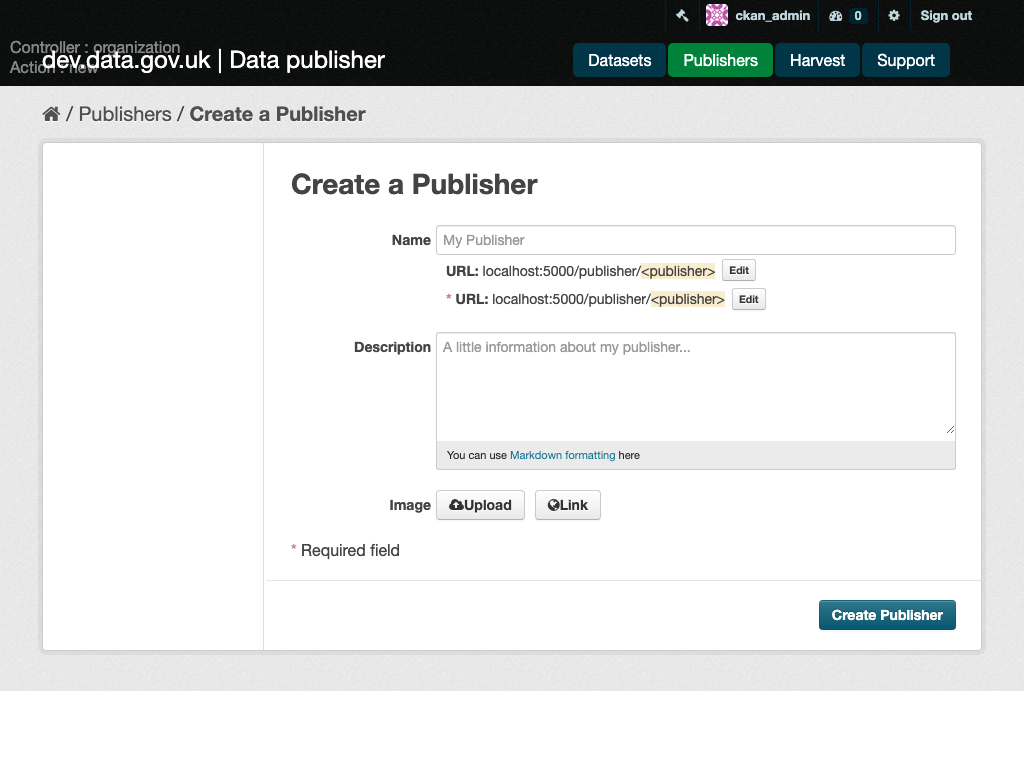 ckan_admin 0 Sign out
Controller : organization
Action : new
dev.data.gov.uk | Data publisher
Datasets Publishers Harvest Support
/ Publishers / Create a Publisher
Create a Publisher
Name My Publisher
URL: localhost:5000/publisher/<publisher> Edit
* URL: localhost:5000/publisher/<publisher> Edit
Description A little information about my publisher...
You can use Markdown formatting here
Image Upload Link
* Required field
Create Publisher